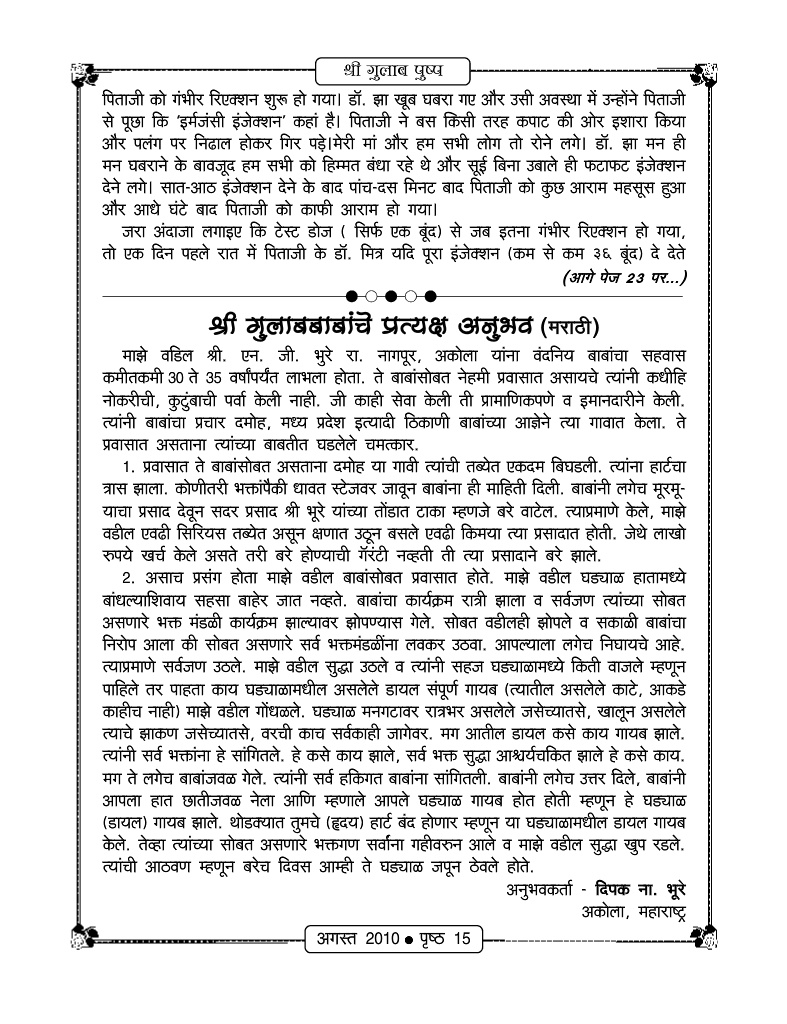 श्री गुलाब पुष्प
पिताजी को गंभीर रिएक्शन शुरू हो गया। डॉ. झा खूब घबरा गए और उसी अवस्था में उन्होंने पिताजी
से पूछा कि ‘इर्मजंसी इंजेक्शन’ कहां है। पिताजी ने बस किसी तरह कपाट की ओर इशारा किया
और पलंग पर निढाल होकर गिर पड़े।मेरी मां और हम सभी लोग तो रोने लगे। डॉ. झा मन ही
मन घबराने के बावजूद हम सभी को हिम्मत बंधा रहे थे और सूई बिना उबाले ही फटाफट इंजेक्शन
देने लगे। सात-आठ इंजेक्शन देने के बाद पांच-दस मिनट बाद पिताजी को कुछ आराम महसूस हुआ
और आधे घंटे बाद पिताजी को काफी आराम हो गया।
जरा अंदाजा लगाइए कि टेस्ट डोज ( सिर्फ एक बूंद) से जब इतना गंभीर रिएक्शन हो गया,
तो एक दिन पहले रात में पिताजी के डॉ. मित्र यदि पूरा इंजेक्शन (कम से कम ३६ बूंद) दे देते
(आगे पेज 23 पर...)
श्री गुलाबबाबांचे प्रत्यक्ष अनुभव (मराठी)
माझे वडिल श्री. एन. जी. भुरे रा. नागपूर, अकोला यांना वंदनिय बाबांचा सहवास
कमीतकमी 30 ते 35 वर्षांपर्यंत लाभला होता. ते बाबांसोबत नेहमी प्रवासात असायचे त्यांनी कधीहि
नोकरीची, कुटुंबाची पर्वा केली नाही. जी काही सेवा केली ती प्रामाणिकपणे व इमानदारीने केली.
त्यांनी बाबांचा प्रचार दमोह, मध्य प्रदेश इत्यादी ठिकाणी बाबांच्या आज्ञेने त्या गावात केला. ते
प्रवासात असताना त्यांच्या बाबतीत घडलेले चमत्कार.
1. प्रवासात ते बाबांसोबत असताना दमोह या गावी त्यांची तब्येत एकदम बिघडली. त्यांना हार्टचा
त्रास झाला. कोणीतरी भक्तांपैकी धावत स्टेजवर जावून बाबांना ही माहिती दिली. बाबांनी लगेच मूरमू-
याचा प्रसाद देवून सदर प्रसाद श्री भूरे यांच्या तोंडात टाका म्हणजे बरे वाटेल. त्याप्रमाणे केले, माझे
वडील एवढी सिरियस तब्येत असून क्षणात उठून बसले एवढी किमया त्या प्रसादात होती. जेथे लाखो
रुपये खर्च केले असते तरी बरे होण्याची गॅरंटी नव्हती ती त्या प्रसादाने बरे झाले.
2. असाच प्रसंग होता माझे वडील बाबांसोबत प्रवासात होते. माझे वडील घड्याळ हातामध्ये
बांधल्याशिवाय सहसा बाहेर जात नव्हते. बाबांचा कार्यक्रम रात्री झाला व सर्वजण त्यांच्या सोबत
असणारे भक्त मंडळी कार्यक्रम झाल्यावर झोपण्यास गेले. सोबत वडीलही झोपले व सकाळी बाबांचा
निरोप आला की सोबत असणारे सर्व भक्तमंडळींना लवकर उठवा. आपल्याला लगेच निघायचे आहे.
त्याप्रमाणे सर्वजण उठले. माझे वडील सुद्धा उठले व त्यांनी सहज घड्याळामध्ये किती वाजले म्हणून
पाहिले तर पाहता काय घड्याळामधील असलेले डायल संपूर्ण गायब (त्यातील असलेले काटे, आकडे
काहीच नाही) माझे वडील गोंधळले. घड्याळ मनगटावर रात्रभर असलेले जसेच्यातसे, खालून असलेले
त्याचे झाकण जसेच्यातसे, वरची काच सर्वकाही जागेवर. मग आतील डायल कसे काय गायब झाले.
त्यांनी सर्व भक्तांना हे सांगितले. हे कसे काय झाले, सर्व भक्त सुद्धा आश्चर्यचकित झाले हे कसे काय.
मग ते लगेच बाबांजवळ गेले. त्यांनी सर्व हकिगत बाबांना सांगितली. बाबांनी लगेच उत्तर दिले, बाबांनी
आपला हात छातीजवळ नेला आणि म्हणाले आपले घड्याळ गायब होत होती म्हणून हे घड्याळ
(डायल) गायब झाले. थोडक्यात तुमचे (हृदय) हार्ट बंद होणार म्हणून या घड्याळामधील डायल गायब
केले. तेव्हा त्यांच्या सोबत असणारे भक्तगण सर्वांना गहीवरुन आले व माझे वडील सुद्धा खुप रडले.
त्यांची आठवण म्हणून बरेच दिवस आम्ही ते घड्याळ जपून ठेवले होते.
अनुभवकर्ता - दिपक ना. भूरे
अकोला, महाराष्ट्र
अगस्त 2010 ● पृष्ठ 15